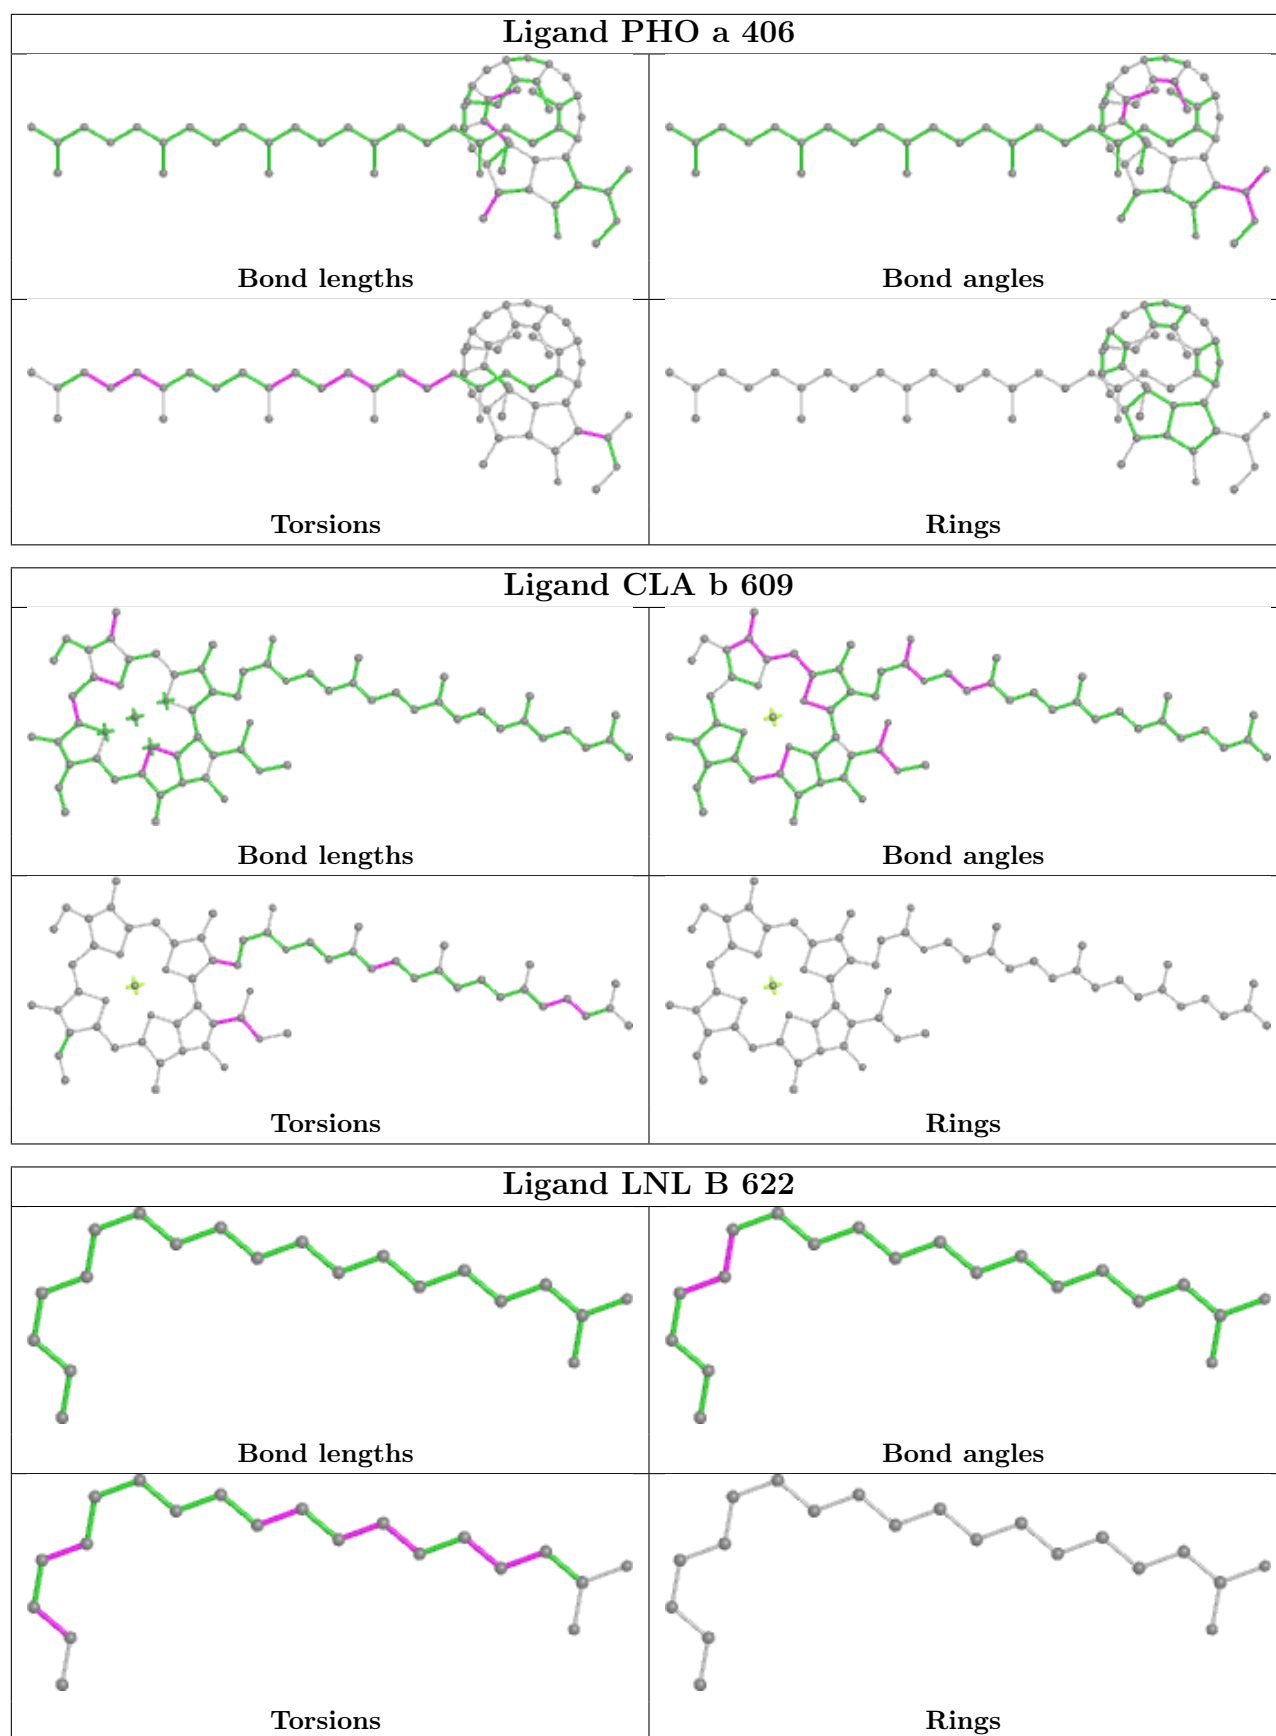 Ligand PHO a 406
Bond lengths
Bond angles
Torsions
Rings
Ligand CLA b 609
Bond lengths
Bond angles
Torsions
Rings
Ligand LNL B 622
Bond lengths
Bond angles
Torsions
Rings